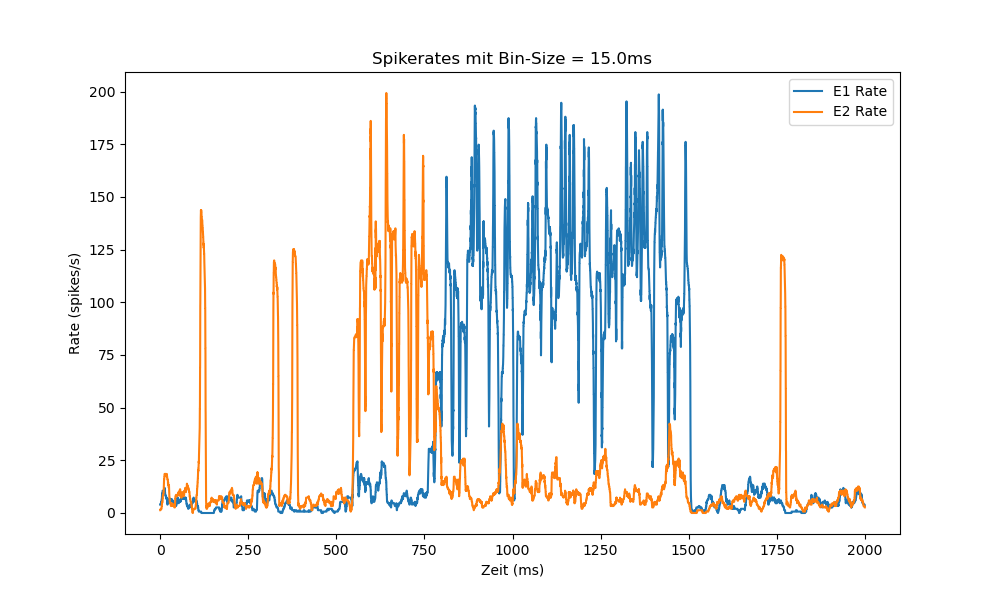 Spikerates mit Bin-Size = 15.0ms
E1 Rate
E2 Rate
200
175
150
125
100
75
50
25
0
Rate (spikes/s)
0 250 500 750 1000 1250 1500 1750 2000
Zeit (ms)